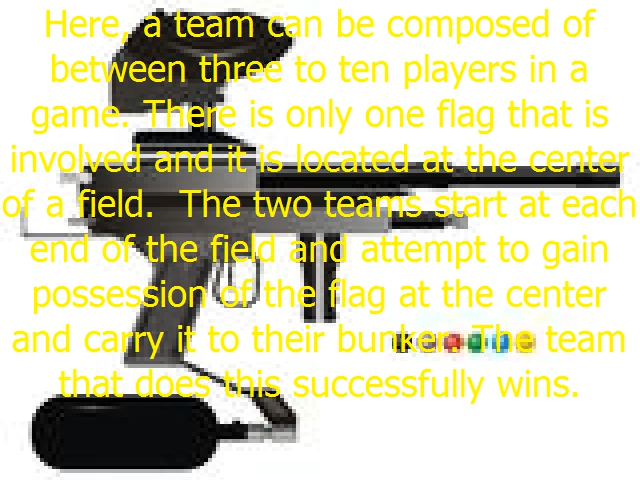 Here, a team can be composed of
between three to ten players in a
game. There is only one flag that is
involved and it is located at the center
of a field. The two teams start at each
end of the field and attempt to gain
possession of the flag at the center
and carry it to their bunker. The team
that does this successfully wins.